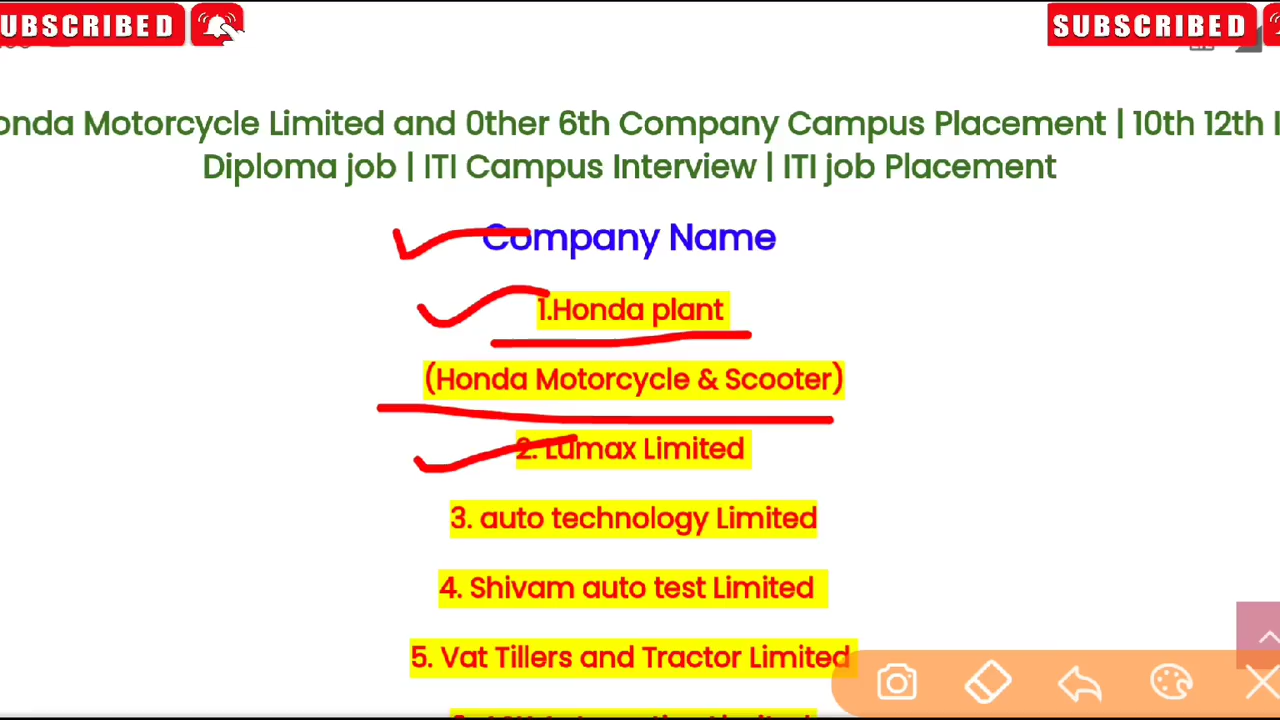 UBSCRIBED
SUBSCRIBED
onda Motorcycle Limited and 0ther 6th Company Campus Placement | 10th 12th I
Diploma job | ITI Campus Interview | ITI job Placement
Company Name
1.Honda plant
(Honda Motorcycle & Scooter)
2. Lumax Limited
3. auto technology Limited
4. Shivam auto test Limited
5. Vat Tillers and Tractor Limited